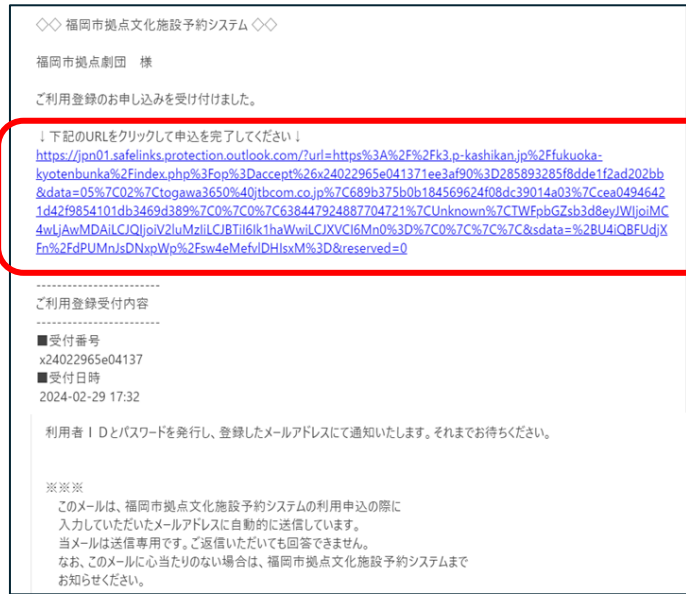 ◇◇ 福岡市拠点文化施設予約システム ◇◇
福岡市拠点劇団　様
ご利用登録のお申し込みを受け付けました。
↓下記のURLをクリックして申込を完了してください↓
https://jpn01.safelinks.protection.outlook.com/?url=https%3A%2F%2Fk3.p-kashikan.jp%2Ffukuoka-
kyotenbunka%2Findex.php%3Fop%3Daccept%26x24022965e041371ee3af90%3D285893285f8dde1f2ad202bb
&data=05%7C02%7Ctogawa3650%40jtbcom.co.jp%7C689b375b0b184569624f08dc39014a03%7Ccea0494642
1d42f9854101db3469d389%7C0%7C0%7C638447924887704721%7CUnknown%7CTWFpbGZsb3d8eyJWIjoiMC
4wLjAwMDAiLCJQIjoiV2luMzIiLCJBTiI6Ik1haWwiLCJXVCI6Mn0%3D%7C0%7C%7C%7C&sdata=%2BU4iQBFUdjX
Fn%2FdPUMnJsDNxpWp%2Fsw4eMefvlDHIsxM%3D&reserved=0
-----------------------
ご利用登録受付内容
-----------------------
■受付番号
x24022965e04137
■受付日時
2024-02-29 17:32
利用者ＩＤとパスワードを発行し、登録したメールアドレスにて通知いたします。それまでお待ちください。
※※※
このメールは、福岡市拠点文化施設予約システムの利用申込の際に
入力していただいたメールアドレスに自動的に送信しています。
当メールは送信専用です。ご返信いただいても回答できません。
なお、このメールに心当たりのない場合は、福岡市拠点文化施設予約システムまで
お知らせください。